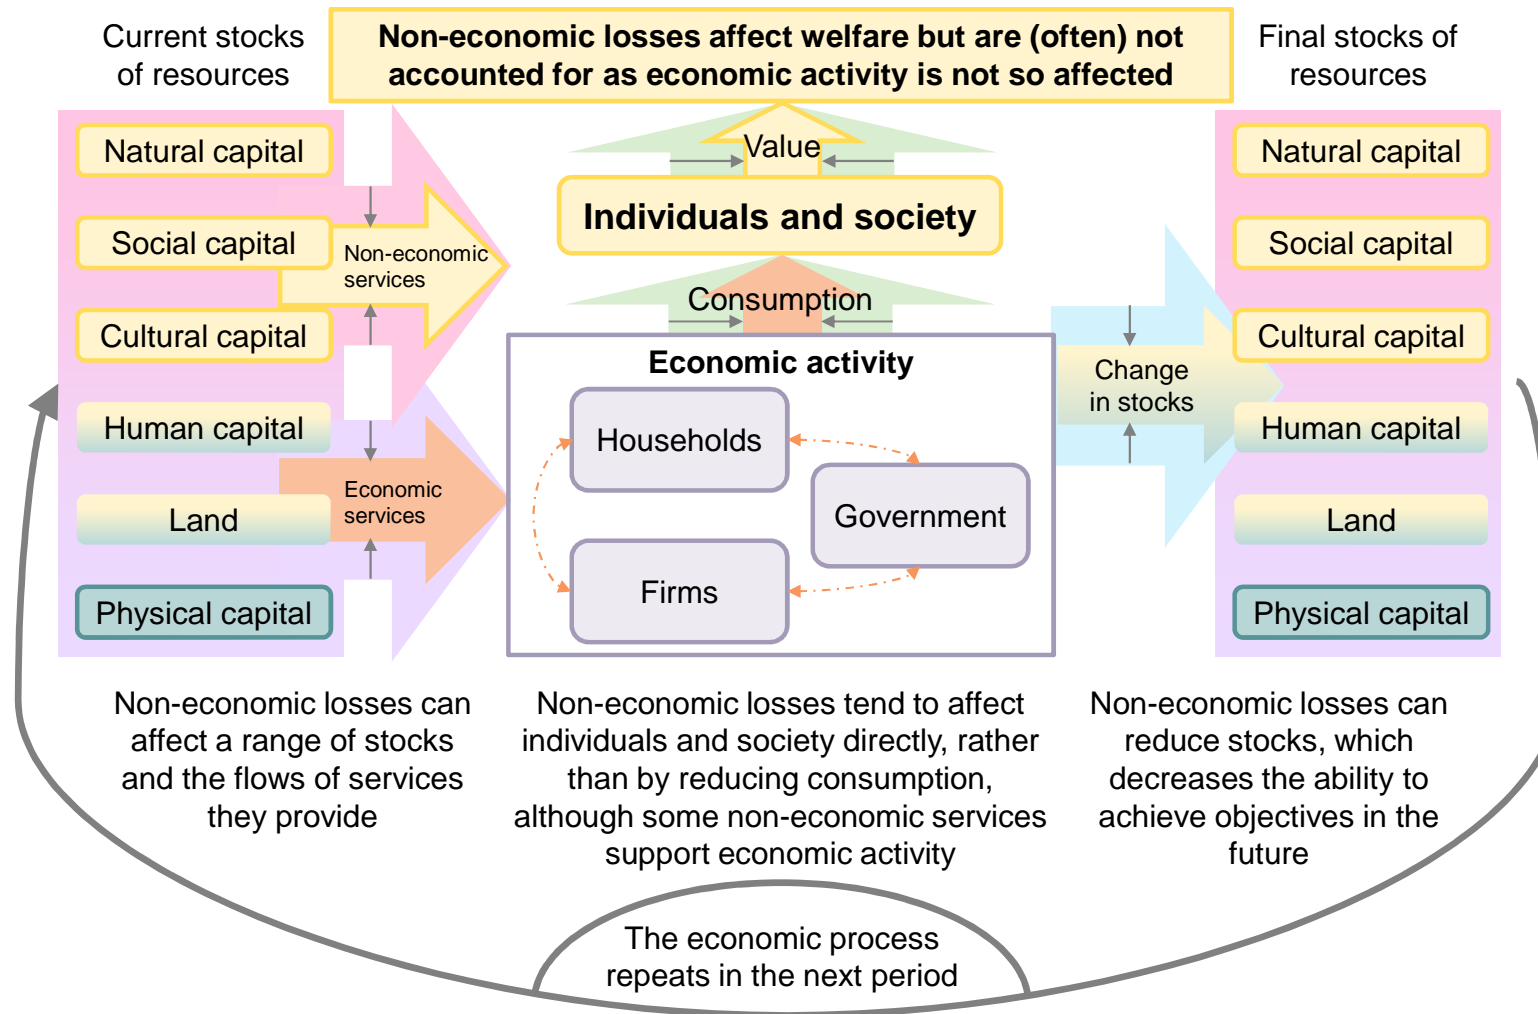 Current stocks
of resources
Non-economic losses affect welfare but are (often) not
accounted for as economic activity is not so affected
Final stocks of
resources
Natural capital
Social capital
Cultural capital
Human capital
Land
Physical capital
Non-economic
services
Economic
services
Value
Individuals and society
Consumption
Economic activity
Households
Government
Firms
Change
in stocks
Natural capital
Social capital
Cultural capital
Human capital
Land
Physical capital
Non-economic losses can
affect a range of stocks
and the flows of services
they provide
Non-economic losses tend to affect
individuals and society directly, rather
than by reducing consumption,
although some non-economic services
support economic activity
Non-economic losses can
reduce stocks, which
decreases the ability to
achieve objectives in the
future
The economic process
repeats in the next period